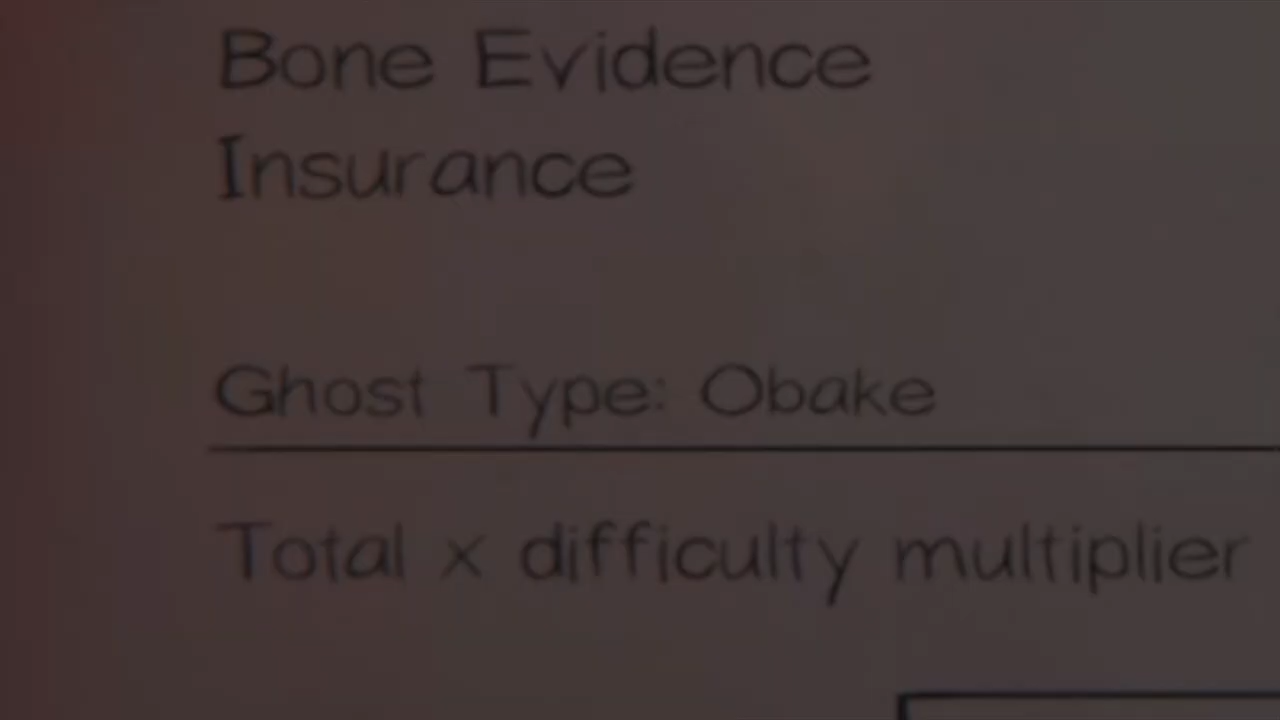 Bone Evidence
Insurance
Ghost Type: Obake
Total x difficulty multiplier